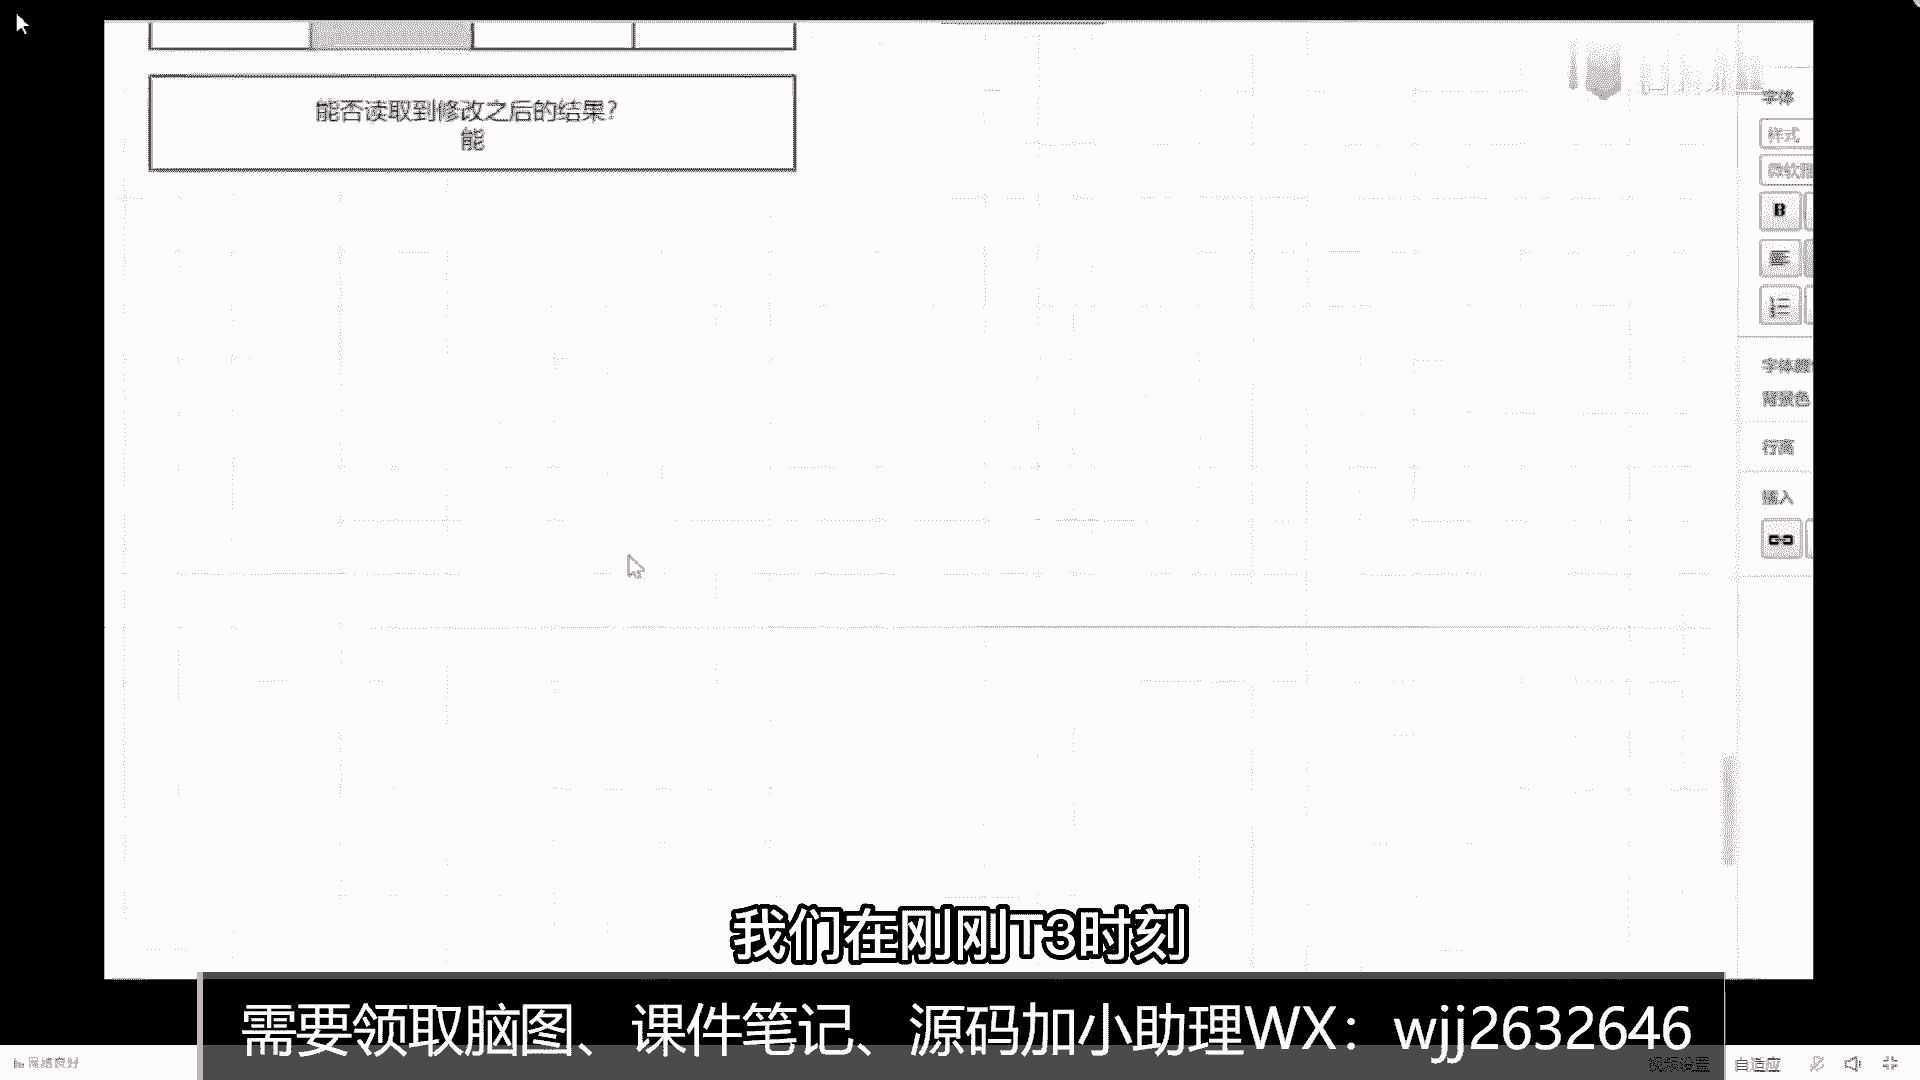 能否读取到修改之后的结果？
能
字体
样式
微软
B
字体颜
背景色
行高
插入
我们在刚刚T3时刻
需要领取脑图、课件笔记、源码加小助理WX：wjj2632646
网络良好
视频设置
自适应